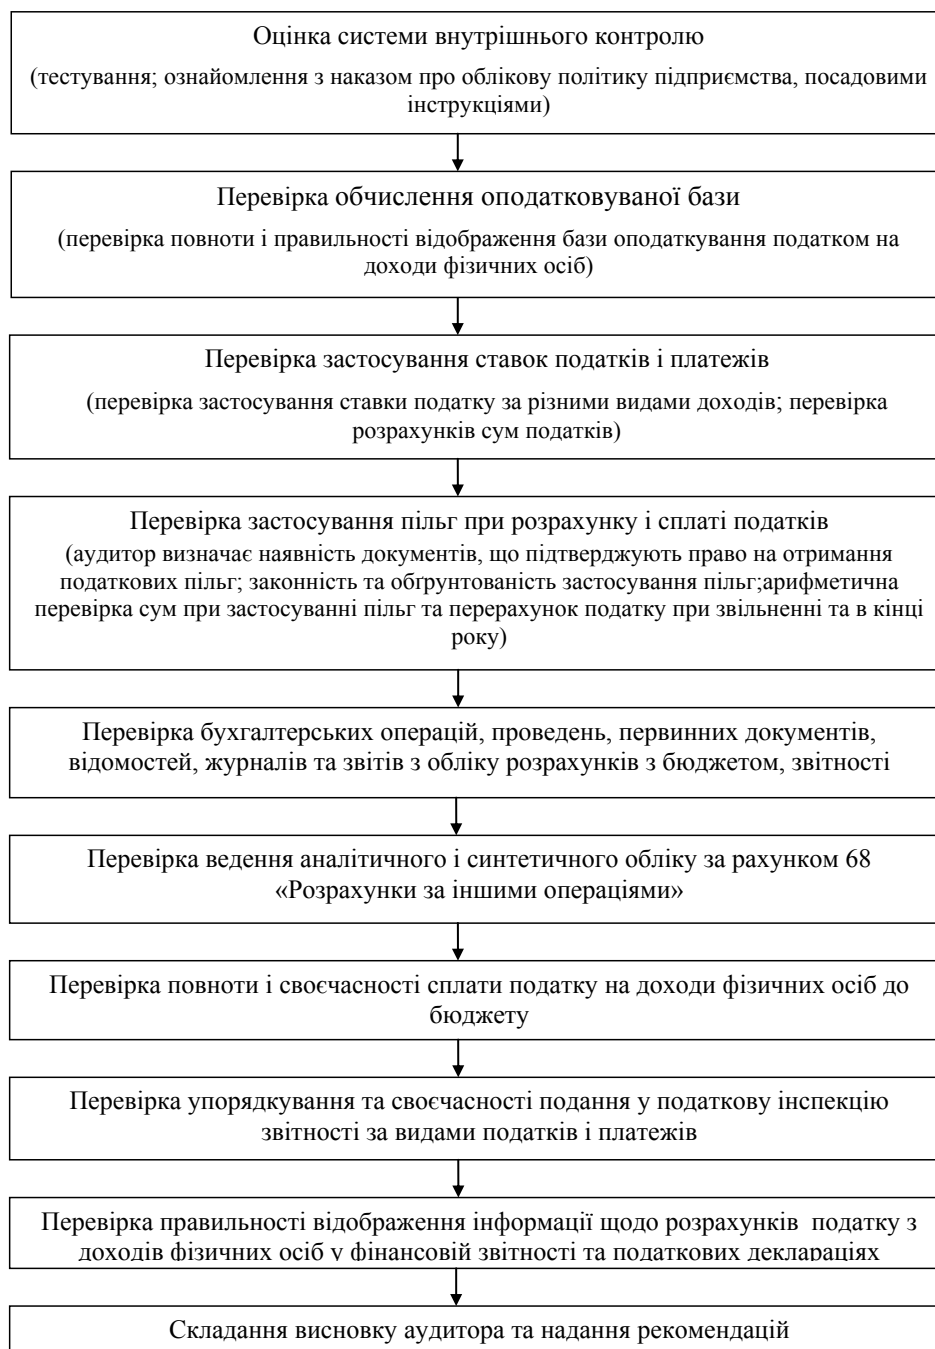 Оцінка системи внутрішнього контролю
(тестування; ознайомлення з наказом про облікову політику підприємства, посадовими
інструкціями)
Перевірка обчислення оподатковуваної бази
(перевірка повноти і правильності відображення бази оподаткування податком на
доходи фізичних осіб)
Перевірка застосування ставок податків і платежів
(перевірка застосування ставки податку за різними видами доходів; перевірка
розрахунків сум податків)
Перевірка застосування пільг при розрахунку і сплаті податків
(аудитор визначає наявність документів, що підтверджують право на отримання
податкових пільг; законність та обґрунтованість застосування пільг;арифметична
перевірка сум при застосуванні пільг та перерахунок податку при звільненні та в кінці
року)
Перевірка бухгалтерських операцій, проведень, первинних документів,
відомостей, журналів та звітів з обліку розрахунків з бюджетом, звітності
Перевірка ведення аналітичного і синтетичного обліку за рахунком 68
«Розрахунки за іншими операціями»
Перевірка повноти і своєчасності сплати податку на доходи фізичних осіб до
бюджету
Перевірка упорядкування та своєчасності подання у податкову інспекцію
звітності за видами податків і платежів
Перевірка правильності відображення інформації щодо розрахунків податку з
доходів фізичних осіб у фінансовій звітності та податкових деклараціях
Складання висновку аудитора та надання рекомендацій